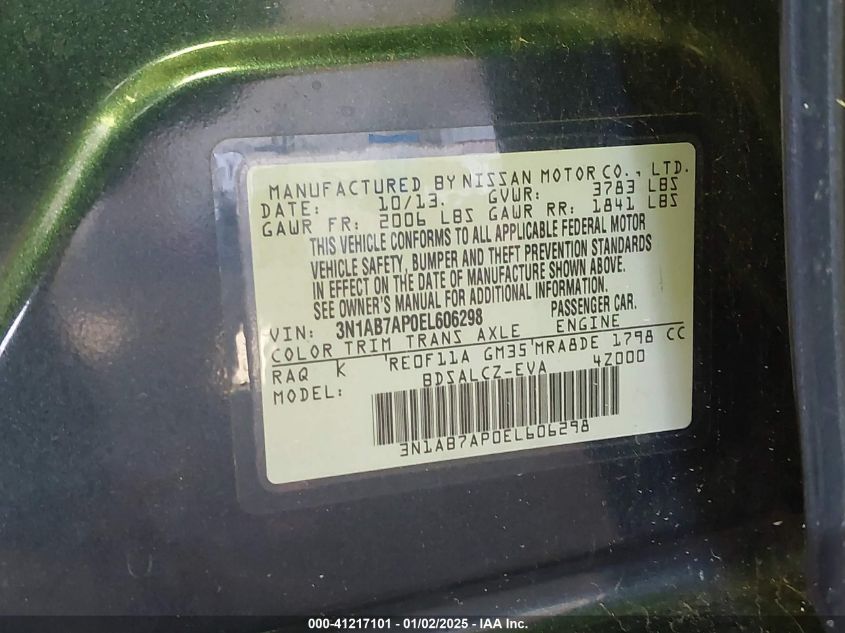 MANUFACTURED BY NISSAN MOTOR CO., LTD.
DATE: 10/13. GVWR: 3783 LBS
GAWR FR: 2006 LBS GAWR RR: 1841 LBS
THIS VEHICLE CONFORMS TO ALL APPLICABLE FEDERAL MOTOR
VEHICLE SAFETY, BUMPER AND THEFT PREVENTION STANDARDS
IN EFFECT ON THE DATE OF MANUFACTURE SHOWN ABOVE.
SEE OWNER'S MANUAL FOR ADDITIONAL INFORMATION.
VIN: 3N1AB7AP0EL606298 PASSENGER CAR.
COLOR TRIM TRANS AXLE ENGINE
RAQ K RE0F11A GM35 MRA8DE 1798 CC
MODEL: BDSALCZ-EVA 4Z000
3N1AB7AP0EL606298
000-41217101 - 01/02/2025 - IAA, Inc.